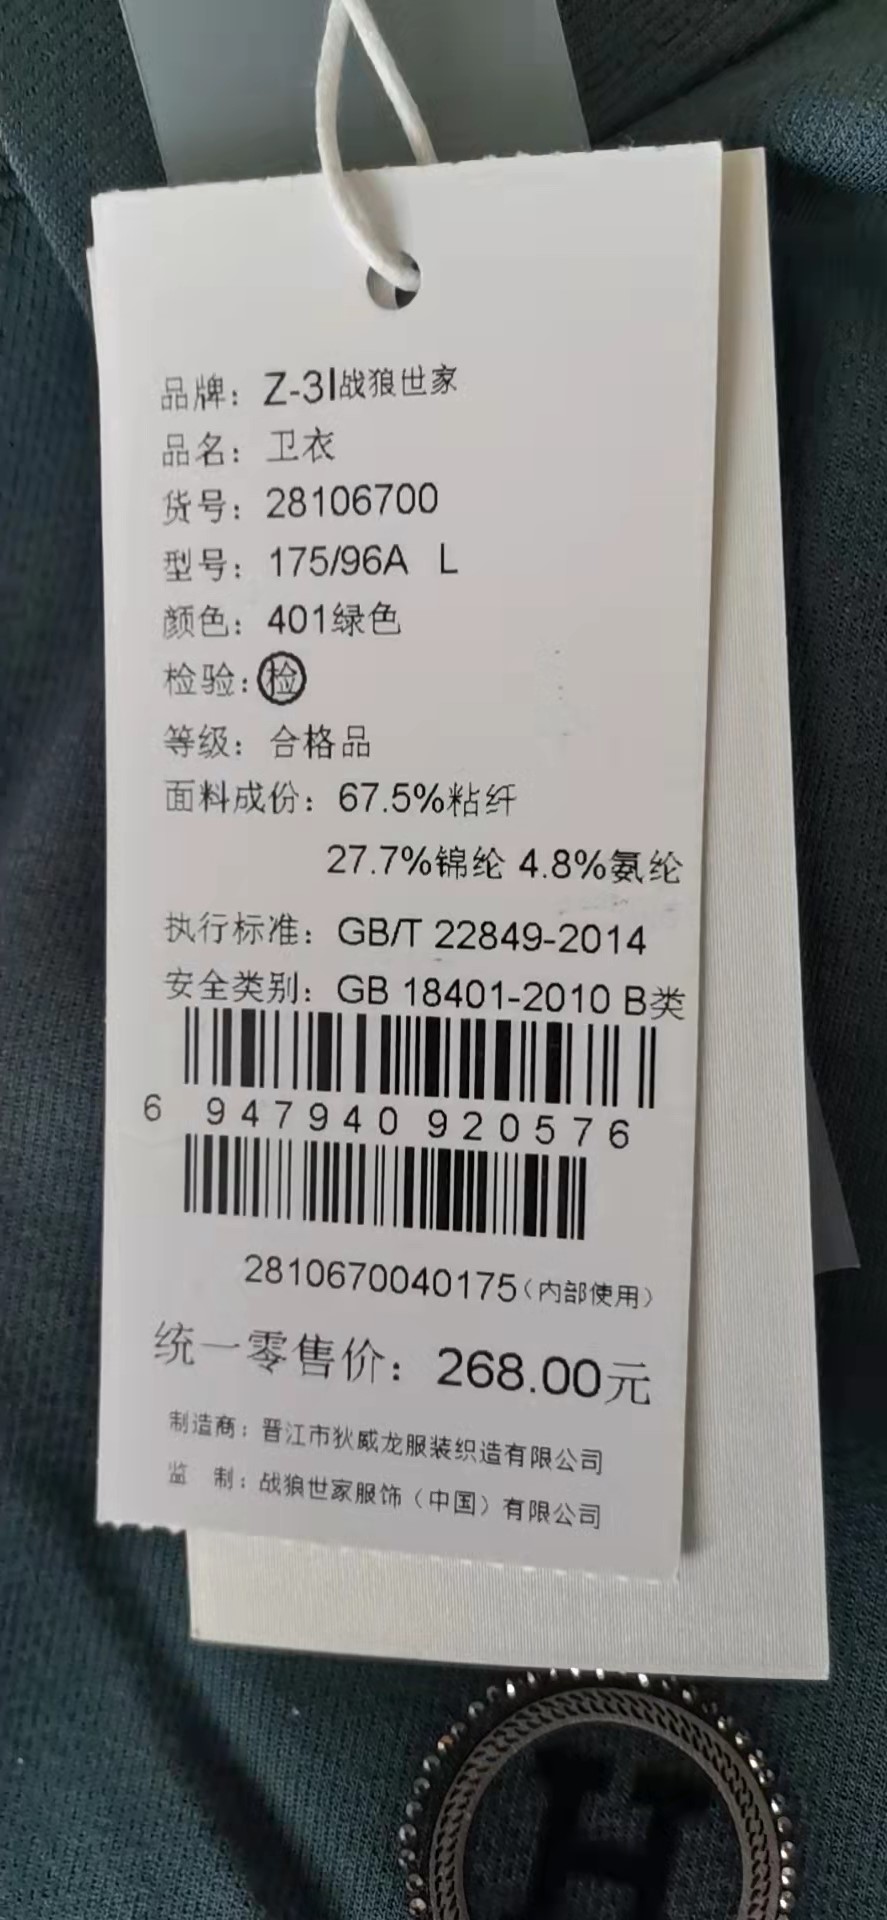 品牌：Z-3I战狼世家
品名：卫衣
货号：28106700
型号：175/96A L
颜色：401绿色
检验：检
等级：合格品
面料成份：67.5%粘纤
27.7%锦纶 4.8%氨纶
执行标准：GB/T 22849-2014
安全类别：GB 18401-2010 B类
6 947940 920576
2810670040175（内部使用）
统一零售价：268.00元
制造商：晋江市狄威龙服装织造有限公司
监 制：战狼世家服饰（中国）有限公司
H